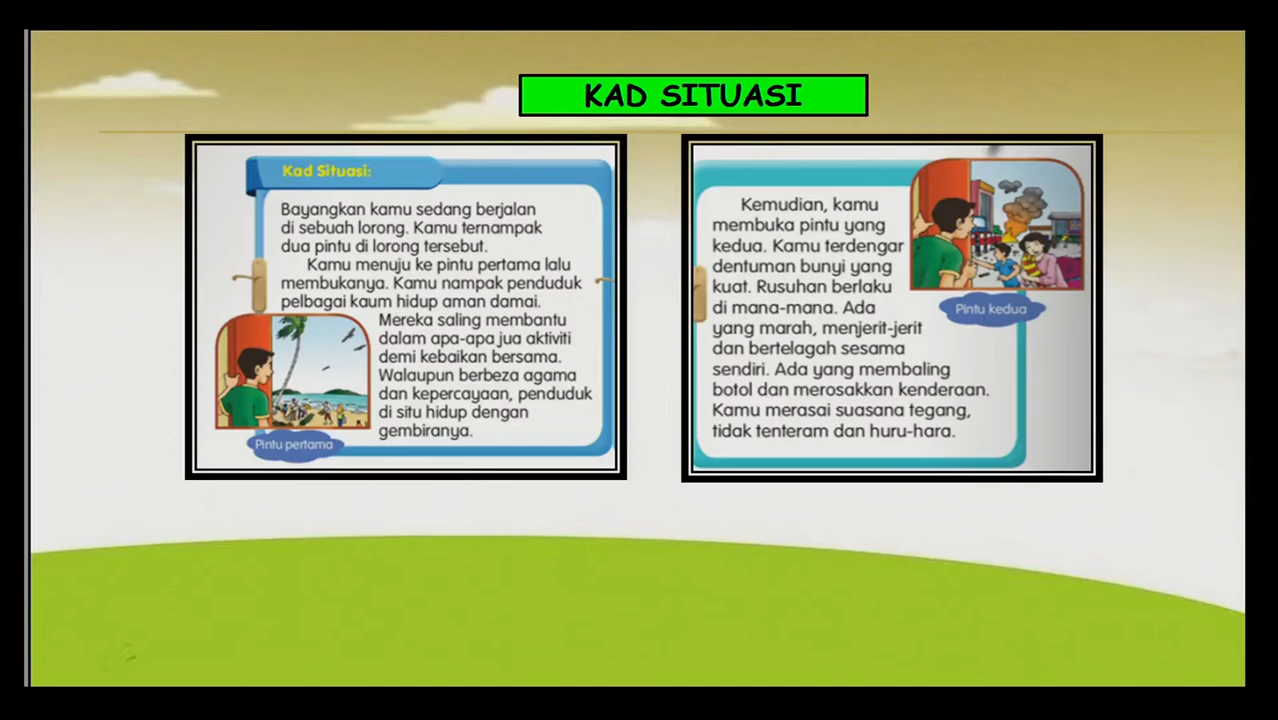 KAD SITUASI
Kad Situasi:
Bayangkan kamu sedang berjalan
di sebuah lorong. Kamu ternampak
dua pintu di lorong tersebut.
Kamu menuju ke pintu pertama lalu
membukanya. Kamu nampak penduduk
pelbagai kaum hidup aman damai.
Mereka saling membantu
dalam apa-apa jua aktiviti
demi kebaikan bersama.
Walaupun berbeza agama
dan kepercayaan, penduduk
di situ hidup dengan
gembiranya.
Pintu pertama
Kemudian, kamu
membuka pintu yang
kedua. Kamu terdengar
dentuman bunyi yang
kuat. Rusuhan berlaku
di mana-mana. Ada
yang marah, menjerit-jerit
dan bertelagah sesama
sendiri. Ada yang membaling
botol dan merosakkan kenderaan.
Kamu merasai suasana tegang,
tidak tenteram dan huru-hara.
Pintu kedua